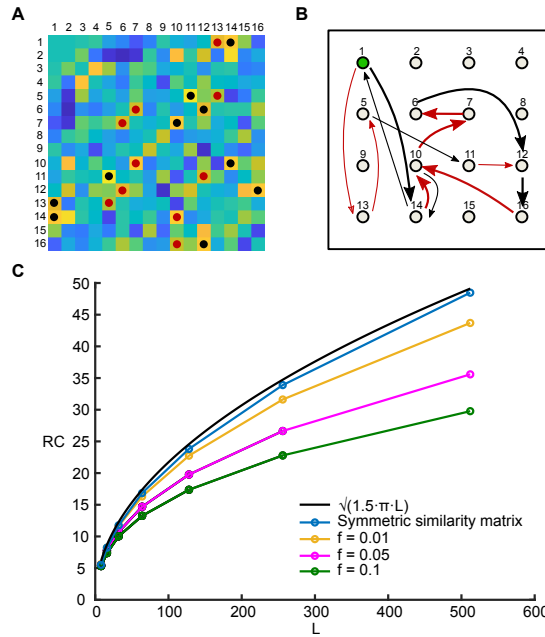 A
B
1 2 3 4 5 6 7 8 9 10 11 12 13 14 15 16
1
2
3
4
5
6
7
8
9
10
11
12
13
14
15
16
1 2 3 4
5 6 7 8
9 10 11 12
13 14 15 16
C
50
45
40
35
30
RC 25
20
15
10
5
0
0 100 200 300 400 500 600
L
√(1.5·π·L)
Symmetric similarity matrix
f = 0.01
f = 0.05
f = 0.1